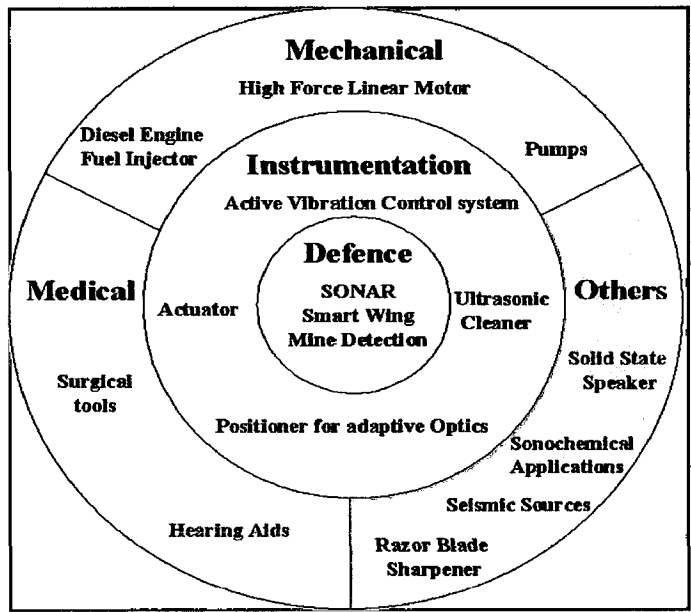 Mechanical
High Force Linear Motor
Diesel Engine
Fuel Injector
Pumps
Instrumentation
Active Vibration Control system
Defence
SONAR
Smart Wing
Mine Detection
Medical
Actuator
Ultrasonic
Cleaner
Others
Surgical
tools
Solid State
Speaker
Positioner for adaptive Optics
Sonochemical
Applications
Seismic Sources
Hearing Aids
Razor Blade
Sharpener